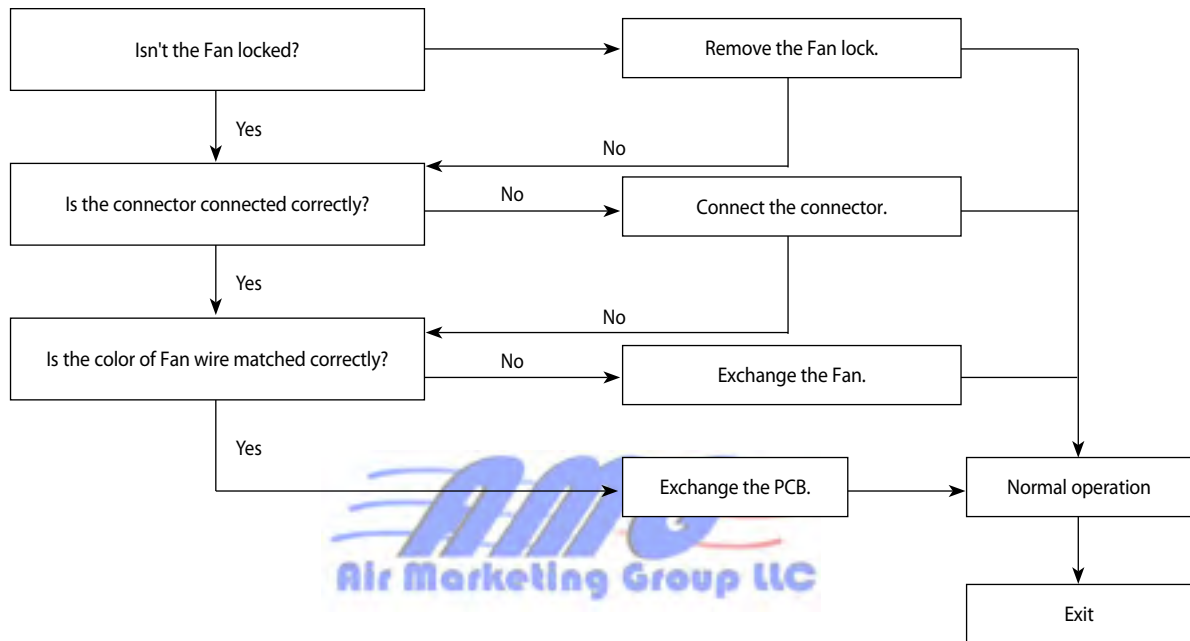 Isn't the Fan locked?
Remove the Fan lock.
Yes
No
Is the connector connected correctly?
No
Connect the connector.
Yes
No
Is the color of Fan wire matched correctly?
No
Exchange the Fan.
Yes
AMG
Exchange the PCB.
Normal operation
Air Marketing Group LLC
Exit